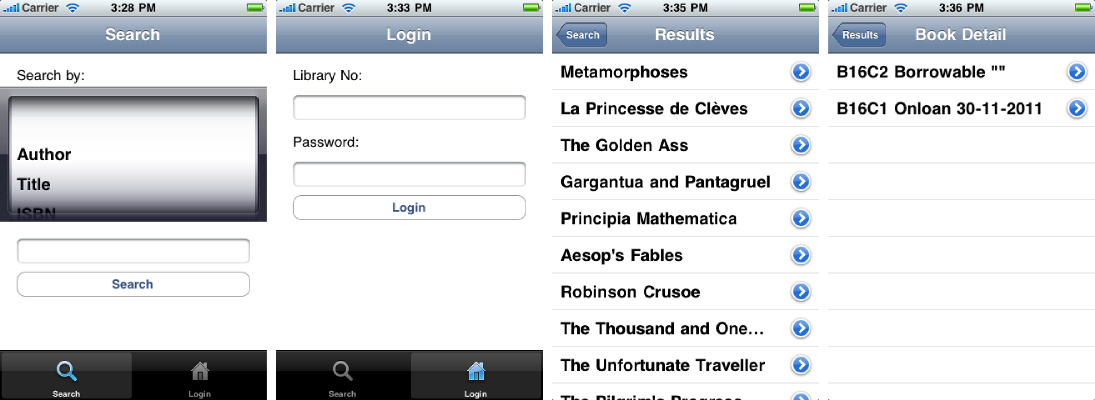 Carrier 3:28 PM
Search
Search by:
Author
Title
ISBN
Search
Search Login
Carrier 3:33 PM
Login
Library No:
Password:
Login
Search Login
Carrier 3:35 PM
Search Results
Metamorphoses
La Princesse de Clèves
The Golden Ass
Gargantua and Pantagruel
Principia Mathematica
Aesop's Fables
Robinson Crusoe
The Thousand and One...
The Unfortunate Traveller
The Pilgrim's Progress
Carrier 3:36 PM
Results Book Detail
B16C2 Borrowable ""
B16C1 Onloan 30-11-2011